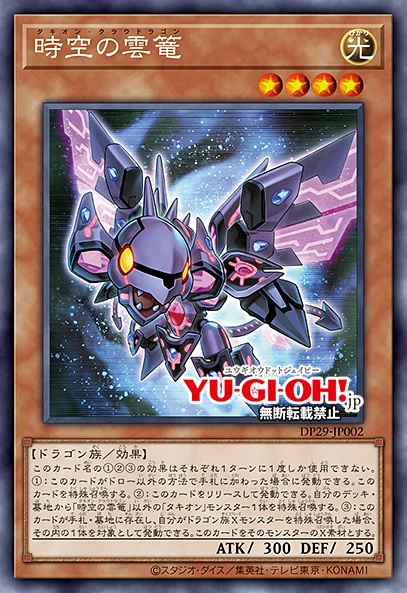 タキオン・クラウドラゴン
時空の雲篭
ひかり
光
ユウギオウドットジェイピー
YU-GI-OH!.jp
無断転載禁止
DP29-JP002
【ドラゴン族／効果】
このカード名の①②③の効果はそれぞれ1ターンに1度しか使用できない。
①：このカードがドロー以外の方法で手札に加わった場合に発動できる。このカ
ードを特殊召喚する。②：このカードをリリースして発動できる。自分のデッキ・
墓地から「時空の雲篭」以外の「タキオン」モンスター1体を特殊召喚する。③：この
カードが手札・墓地に存在し、自分がドラゴン族Xモンスターを特殊召喚した場合、
その内の1体を対象として発動できる。このカードをそのモンスターのX素材とする。
ATK/ 300 DEF/ 250
©スタジオ・ダイス／集英社・テレビ東京・KONAMI